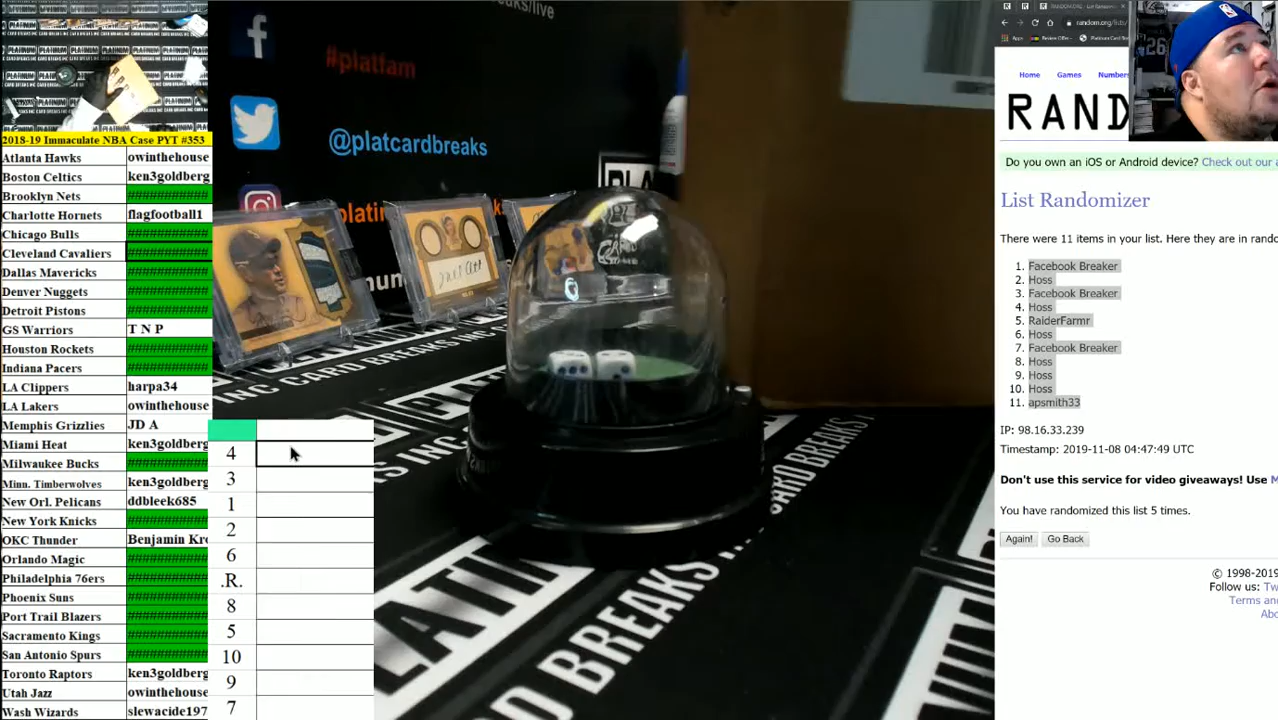 2018-19 Immaculate NBA Case PYT #353
Atlanta Hawks owinthehouse
Boston Celtics ken3goldberg
Brooklyn Nets ############
Charlotte Hornets flagfootball1
Chicago Bulls ############
Cleveland Cavaliers ############
Dallas Mavericks ############
Denver Nuggets ############
Detroit Pistons ############
GS Warriors T N P
Houston Rockets ############
Indiana Pacers ############
LA Clippers harpa34
LA Lakers owinthehouse
Memphis Grizzlies JD A
Miami Heat ken3goldberg
Milwaukee Bucks ############
Minn. Timberwolves ken3goldberg
New Orl. Pelicans ddbleek685
New York Knicks ############
OKC Thunder Benjamin Kro
Orlando Magic ############
Philadelphia 76ers ############
Phoenix Suns ############
Port Trail Blazers ############
Sacramento Kings ############
San Antonio Spurs ############
Toronto Raptors ken3goldberg
Utah Jazz owinthehouse
Wash Wizards slewacide197
4
3
1
2
6
.R.
8
5
10
9
7
#platfam
@platcardbreaks
random.org/lists/
Home Games Numbers
RAND
Do you own an iOS or Android device? Check out our a
List Randomizer
There were 11 items in your list. Here they are in rando
1. Facebook Breaker
2. Hoss
3. Facebook Breaker
4. Hoss
5. RaiderFarmr
6. Hoss
7. Facebook Breaker
8. Hoss
9. Hoss
10. Hoss
11. apsmith33
IP: 98.16.33.239
Timestamp: 2019-11-08 04:47:49 UTC
Don't use this service for video giveaways! Use M
You have randomized this list 5 times.
Again! Go Back
© 1998-2019
Follow us: Tw
Terms an
Abo